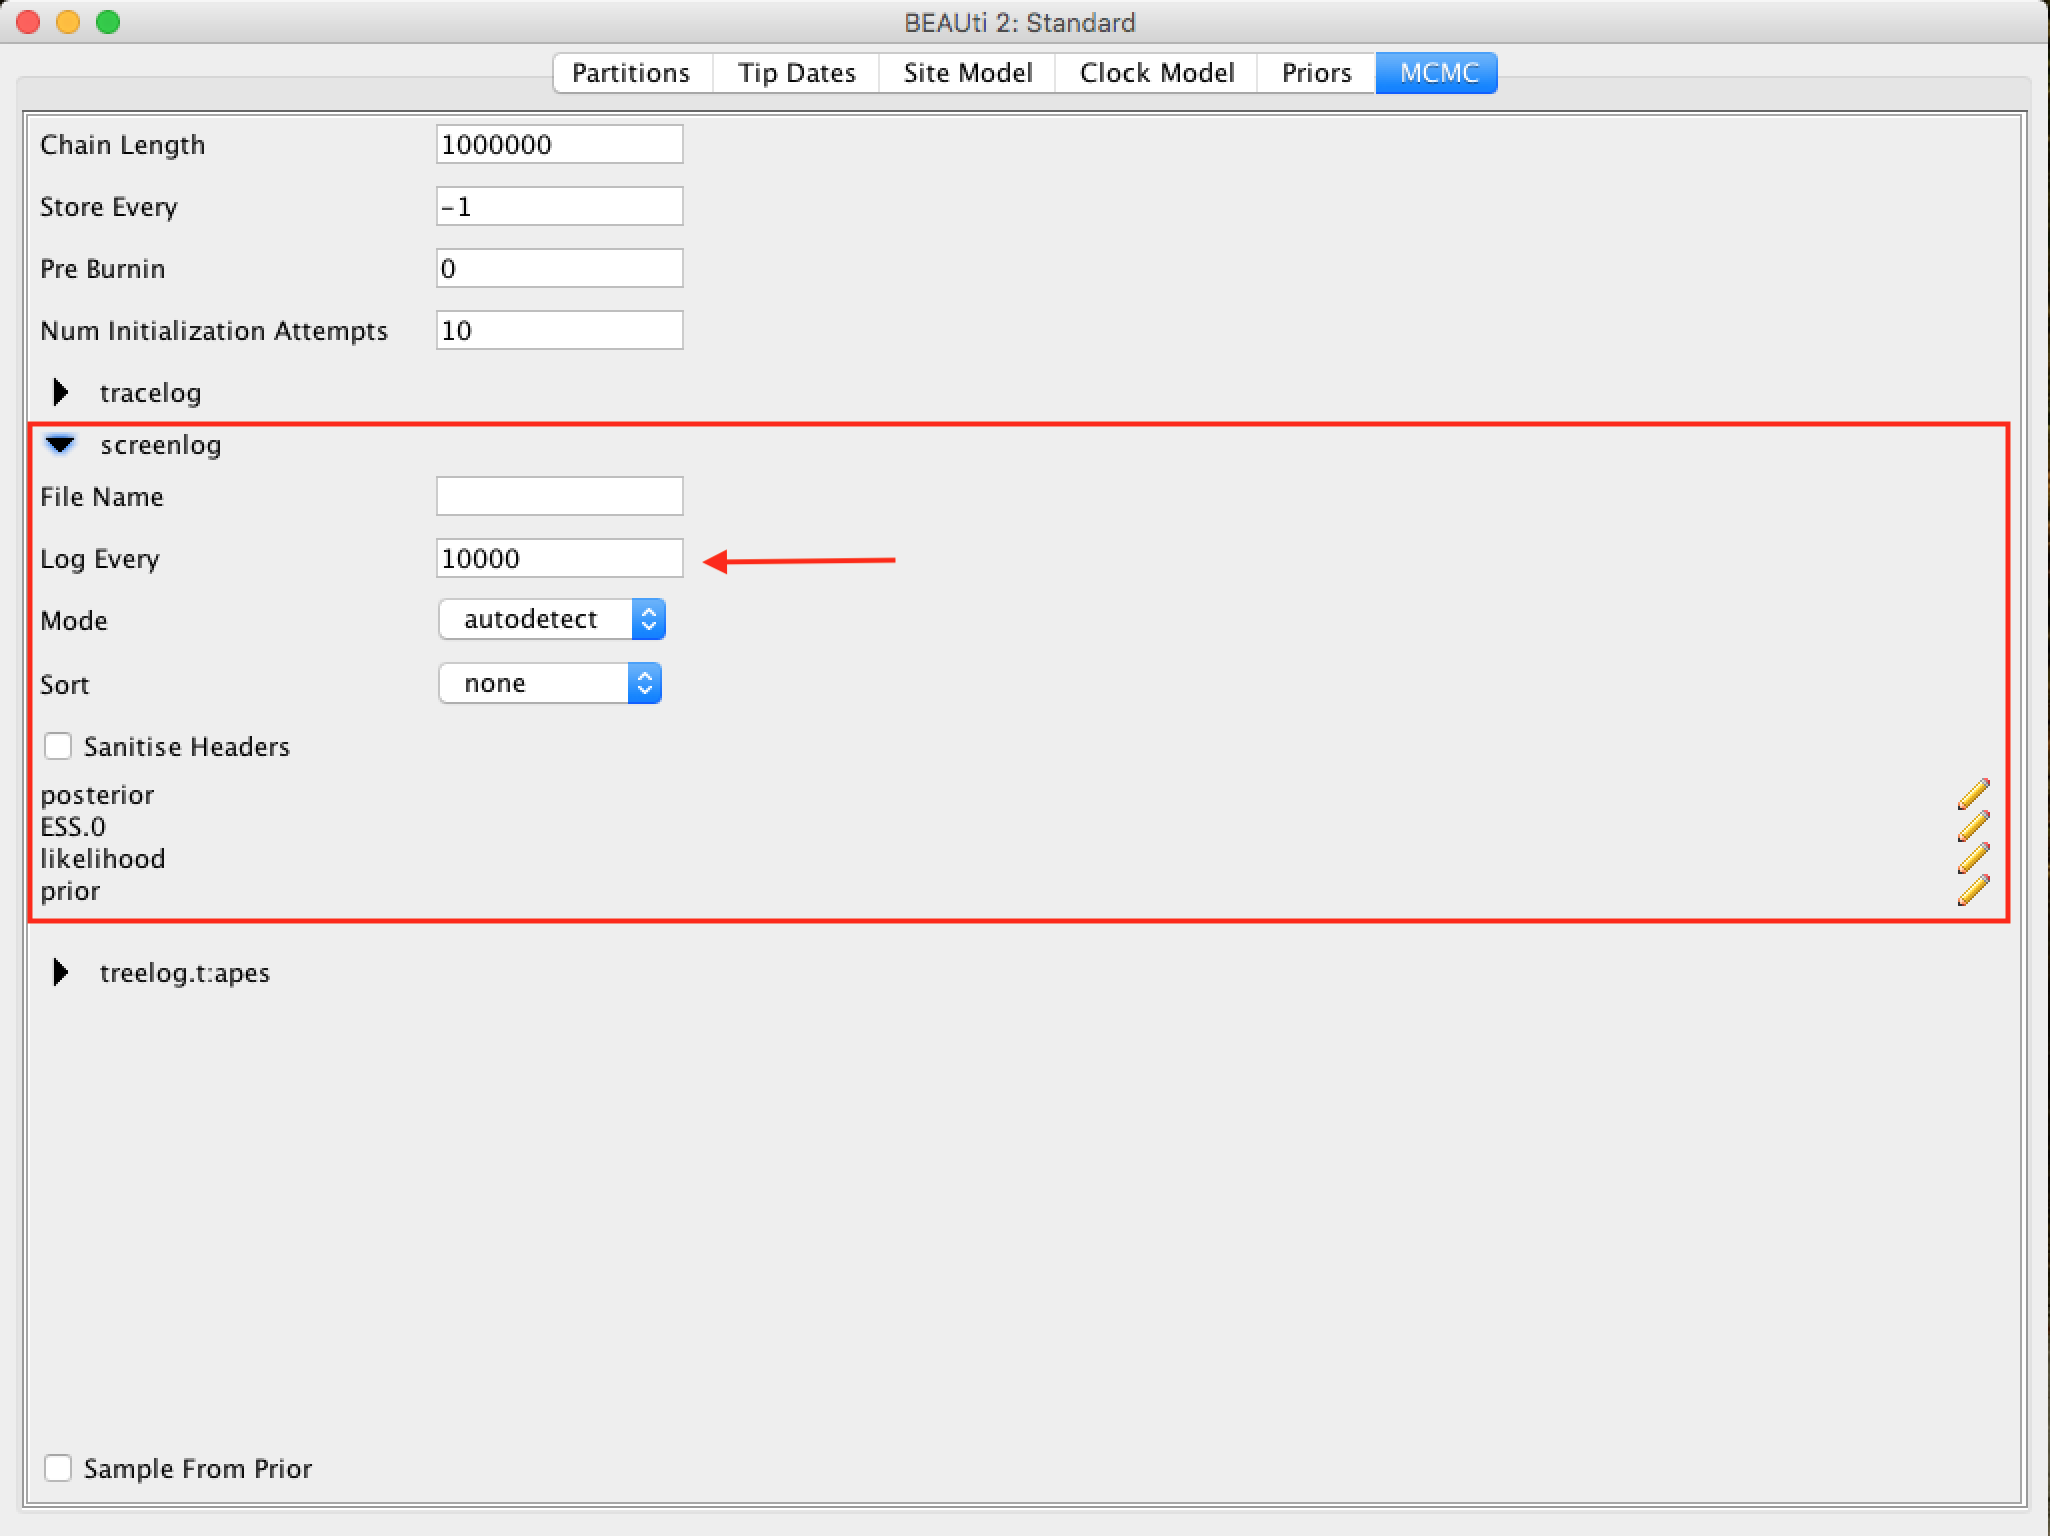 BEAUti 2: Standard
Partitions Tip Dates Site Model Clock Model Priors MCMC
Chain Length 1000000
Store Every -1
Pre Burnin 0
Num Initialization Attempts 10
tracelog
screenlog
File Name
Log Every 10000
Mode autodetect
Sort none
Sanitise Headers
posterior
ESS.0
likelihood
prior
treelog.t:apes
Sample From Prior